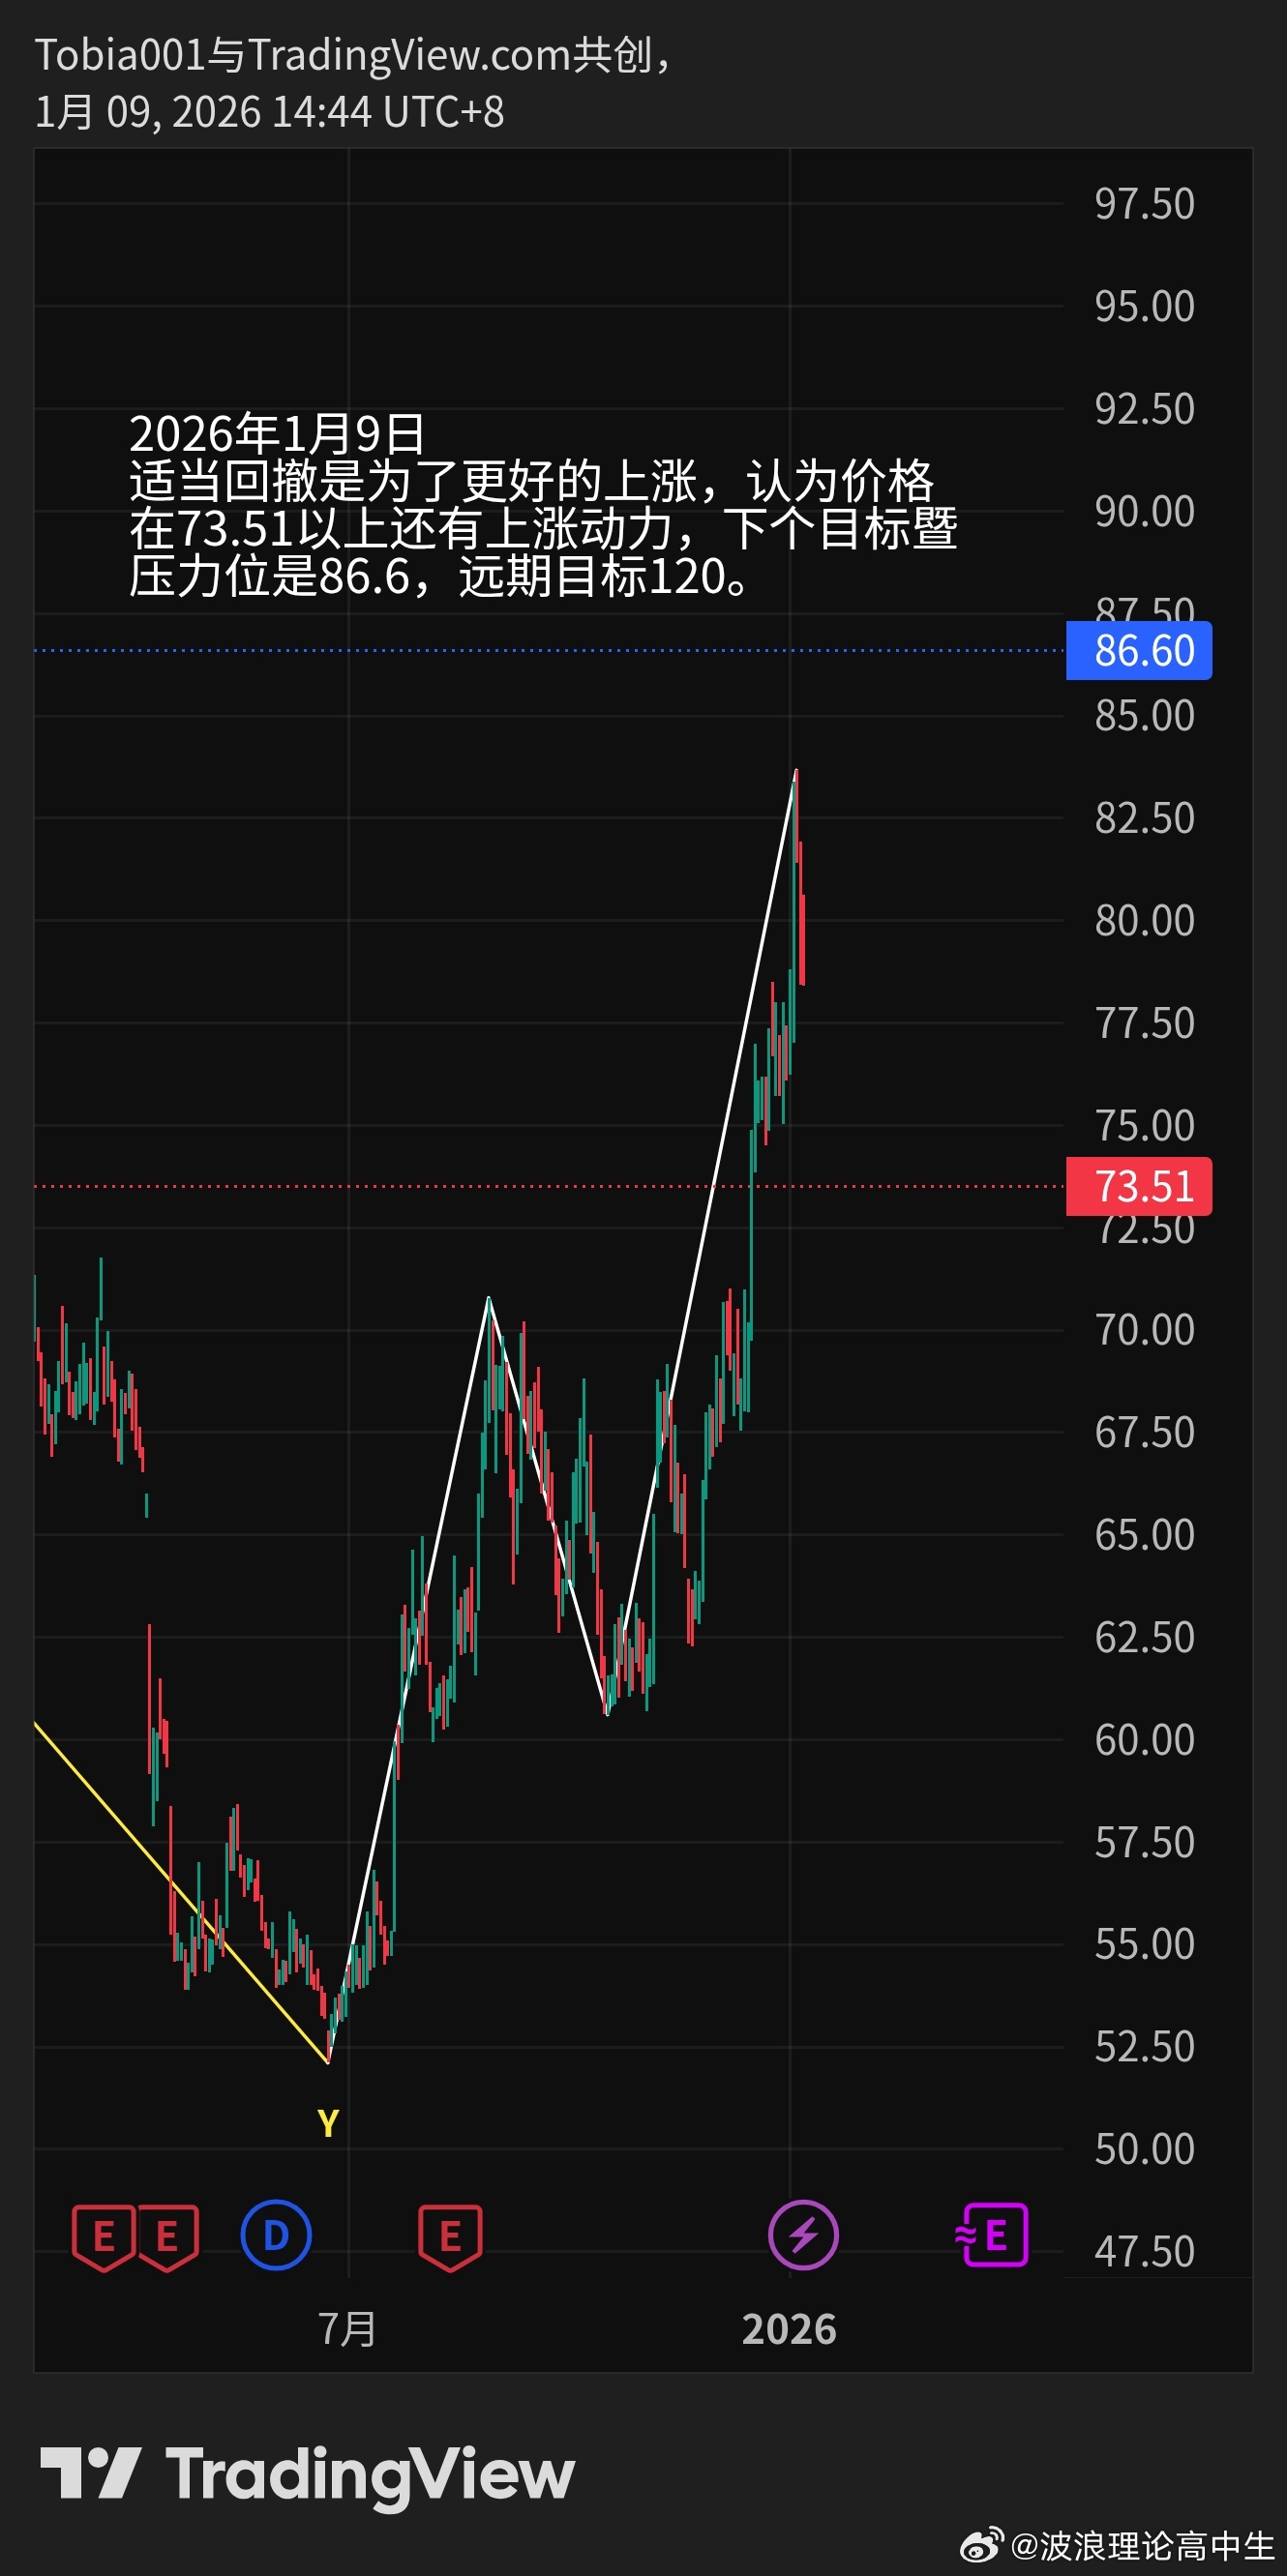 Tobia001与TradingView.com共创，
1月 09, 2026 14:44 UTC+8
97.50
95.00
92.50
2026年1月9日
适当回撤是为了更好的上涨，认为价格
在73.51以上还有上涨动力，下个目标暨
压力位是86.6，远期目标120。
90.00
87.50
86.60
85.00
82.50
80.00
77.50
75.00
73.51
72.50
70.00
67.50
65.00
62.50
60.00
57.50
55.00
52.50
Y
50.00
E E D E E
47.50
7月 2026
TradingView
@波浪理论高中生